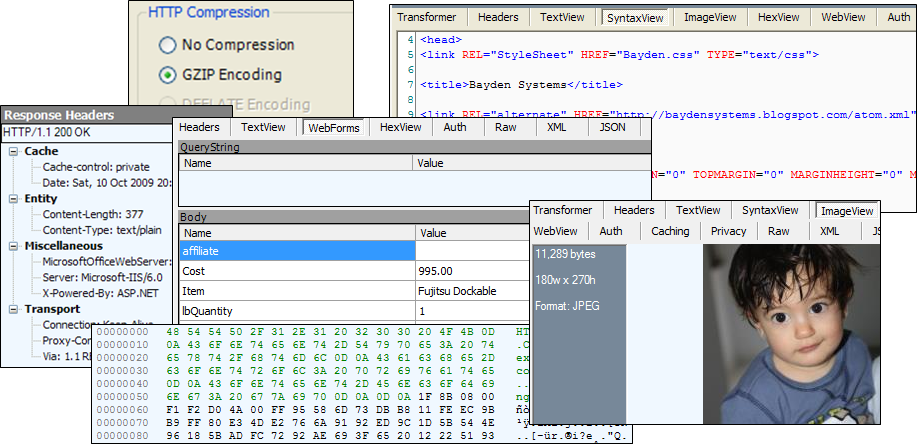 HTTP Compression
No Compression
GZIP Encoding
DEFLATE Encoding
Transformer Headers TextView SyntaxView ImageView HexView WebView Auth
4 <head>
5 <link REL="StyleSheet" HREF="Bayden.css" TYPE="text/css">
6
7 <title>Bayden Systems</title>
8
9 <link REL="alternate" HREF="http://baydensystems.blogspot.com/atom.xml"
N="0" TOPMARGIN="0" MARGINHEIGHT="0" M
Response Headers
HTTP/1.1 200 OK
Cache
Cache-control: private
Date: Sat, 10 Oct 2009 20:
Entity
Content-Length: 377
Content-Type: text/plain
Miscellaneous
MicrosoftOfficeWebServer:
Server: Microsoft-IIS/6.0
X-Powered-By: ASP.NET
Transport
Connection: Keep-Alive
Proxy-Con
Via: 1.1 RE
Headers TextView WebForms HexView Auth Raw XML JSON
QueryString
Name Value
Body
Name Value
affiliate
Cost 995.00
Item Fujitsu Dockable
lbQuantity 1
Transformer Headers TextView SyntaxView ImageView
WebView Auth Caching Privacy Raw XML
11,289 bytes
180w x 270h
Format: JPEG
00000000 48 54 54 50 2F 31 2E 31 20 32 30 30 20 4F 4B 0D HT
00000010 0A 43 6F 6E 74 65 6E 74 2D 54 79 70 65 3A 20 74 .C
00000020 65 78 74 2F 68 74 6D 6C 0D 0A 43 61 63 68 65 2D ex
00000030 63 6F 6E 74 72 6F 6C 3A 20 70 72 69 76 61 74 65 co
00000040 0D 0A 43 6F 6E 74 65 6E 74 2D 45 6E 63 6F 64 69 ..
00000050 6E 67 3A 20 67 7A 69 70 0D 0A 0D 0A 1F 8B 08 00 ng
00000060 F1 F2 D0 4A 00 FF 95 58 6D 73 DB B8 11 FE EC 9B ñò
00000070 B9 FF 80 E3 4D E2 76 6A 91 92 ED 9C 1D 5B 54 4E
00000080 96 18 5B AD FC 72 92 AE 69 3F 65 20 12 22 51 93